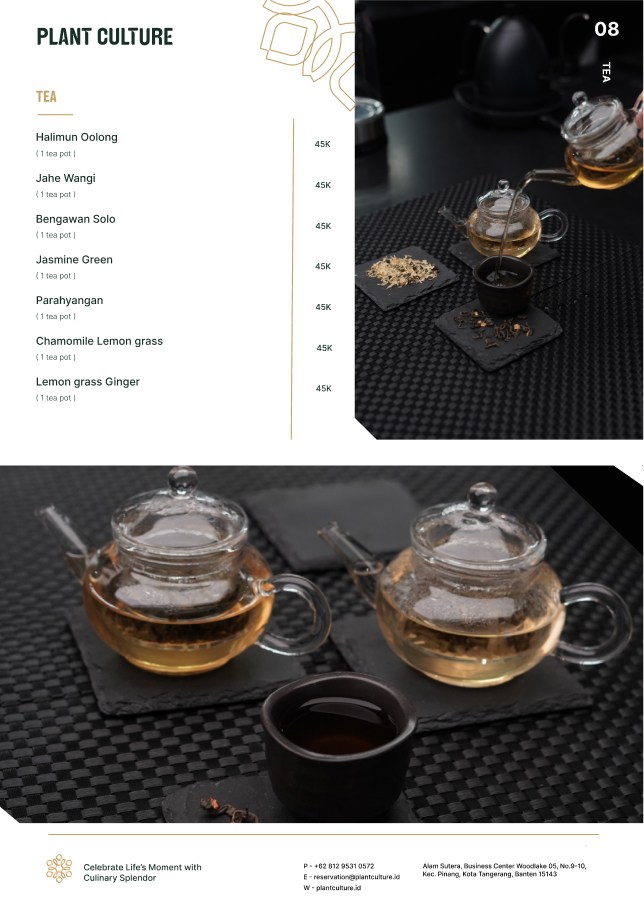 PLANT CULTURE
08
TEA
TEA
Halimun Oolong
45K
( 1 tea pot )
Jahe Wangi
45K
( 1 tea pot )
Bengawan Solo
45K
( 1 tea pot )
Jasmine Green
45K
( 1 tea pot )
Parahyangan
45K
( 1 tea pot )
Chamomile Lemon grass
45K
( 1 tea pot )
Lemon grass Ginger
45K
( 1 tea pot )
Celebrate Life's Moment with
Culinary Splendor
P - +62 812 9531 0572
E - reservation@plantculture.id
W - plantculture.id
Alam Sutera, Business Center Woodlake 05, No.9-10,
Kec. Pinang, Kota Tangerang, Banten 15143